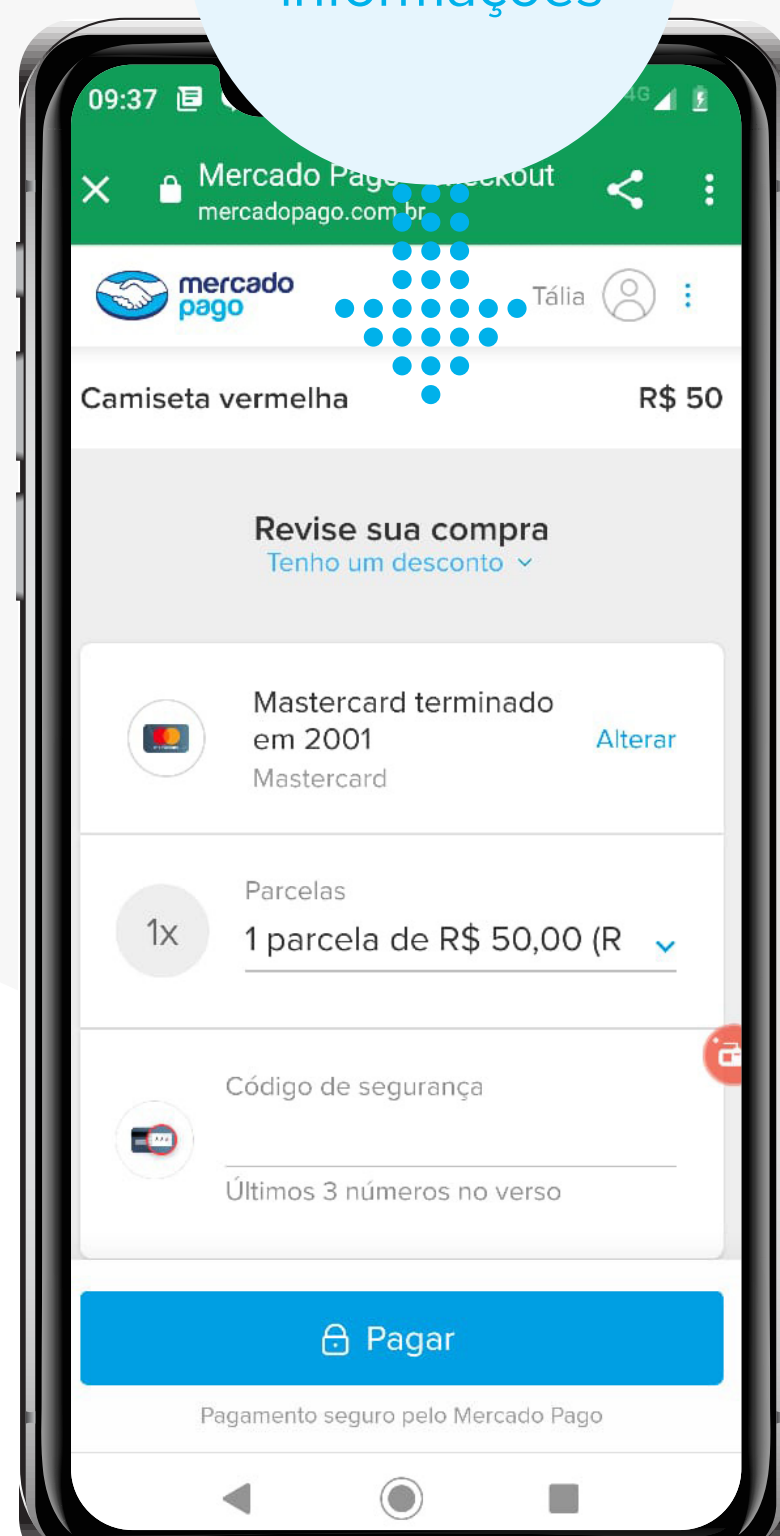 informações
09:37
4G
Mercado Pago checkout
mercadopago.com.br
mercado
pago
Tália
Camiseta vermelha R$ 50
Revise sua compra
Tenho um desconto
Mastercard terminado
em 2001
Alterar
Mastercard
Parcelas
1x
1 parcela de R$ 50,00 (R
Código de segurança
Últimos 3 números no verso
Pagar
Pagamento seguro pelo Mercado Pago